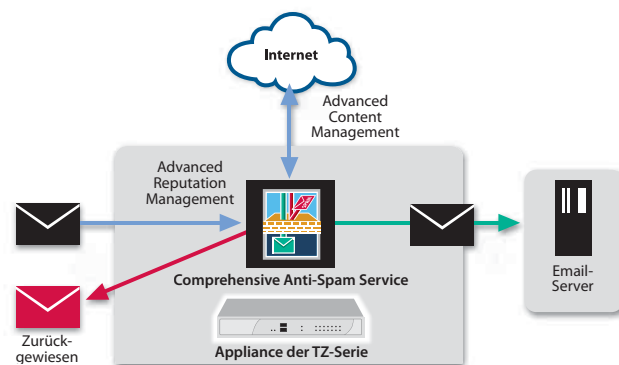 Internet
Advanced
Content
Management
Advanced
Reputation
Management
Comprehensive Anti-Spam Service
Email-
Server
Zurück-
gewiesen
Appliance der TZ-Serie